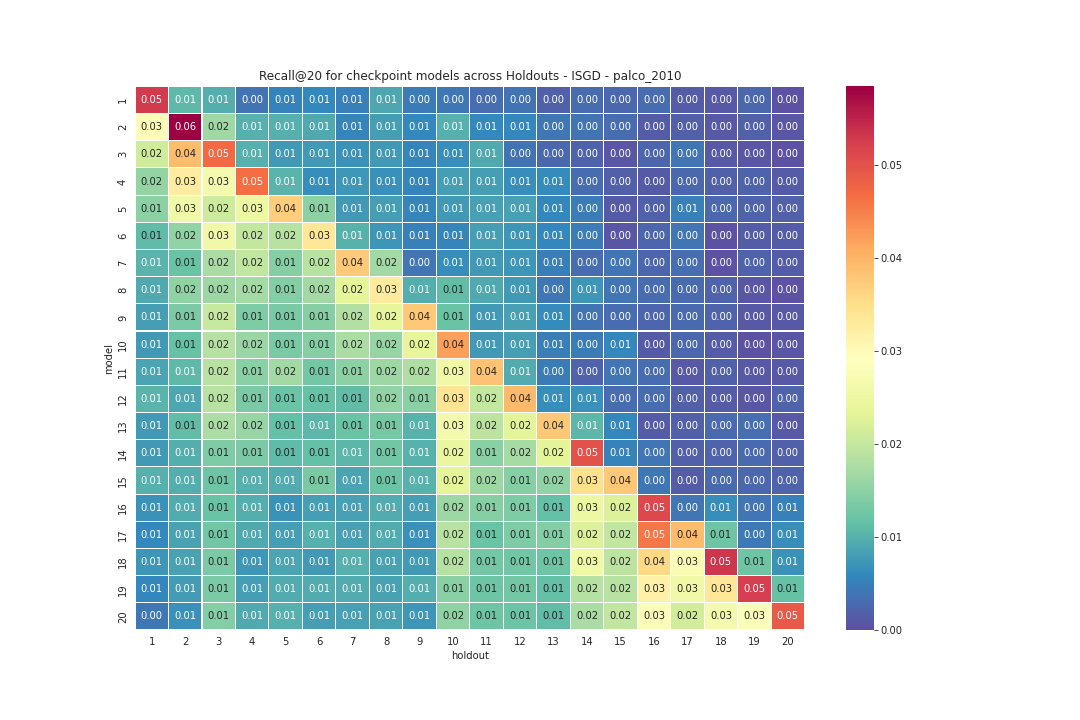 Recall@20 for checkpoint models across Holdouts - ISGD - palco_2010
1 0.05 0.01 0.01 0.00 0.01 0.01 0.01 0.01 0.00 0.00 0.00 0.00 0.00 0.00 0.00 0.00 0.00 0.00 0.00 0.00
2 0.03 0.06 0.02 0.01 0.01 0.01 0.01 0.01 0.01 0.01 0.01 0.01 0.00 0.00 0.00 0.00 0.00 0.00 0.00 0.00
3 0.02 0.04 0.05 0.01 0.01 0.01 0.01 0.01 0.01 0.01 0.01 0.00 0.00 0.00 0.00 0.00 0.00 0.00 0.00 0.00
4 0.02 0.03 0.03 0.05 0.01 0.01 0.01 0.01 0.01 0.01 0.01 0.01 0.01 0.00 0.00 0.00 0.00 0.00 0.00 0.00
5 0.01 0.03 0.02 0.03 0.04 0.01 0.01 0.01 0.01 0.01 0.01 0.01 0.01 0.00 0.00 0.00 0.01 0.00 0.00 0.00
6 0.01 0.02 0.03 0.02 0.02 0.03 0.01 0.01 0.01 0.01 0.01 0.01 0.01 0.01 0.00 0.00 0.00 0.00 0.00 0.00
7 0.01 0.01 0.02 0.02 0.01 0.02 0.04 0.02 0.00 0.01 0.01 0.01 0.01 0.00 0.00 0.00 0.00 0.00 0.00 0.00
8 0.01 0.02 0.02 0.02 0.01 0.02 0.02 0.03 0.01 0.01 0.01 0.01 0.00 0.01 0.00 0.00 0.00 0.00 0.00 0.00
9 0.01 0.01 0.02 0.01 0.01 0.01 0.02 0.02 0.04 0.01 0.01 0.01 0.01 0.00 0.00 0.00 0.00 0.00 0.00 0.00
10 0.01 0.01 0.02 0.02 0.01 0.01 0.02 0.02 0.02 0.04 0.01 0.01 0.01 0.00 0.01 0.00 0.00 0.00 0.00 0.00
11 0.01 0.01 0.02 0.01 0.02 0.01 0.01 0.02 0.02 0.03 0.04 0.01 0.00 0.00 0.00 0.00 0.00 0.00 0.00 0.00
12 0.01 0.01 0.02 0.01 0.01 0.01 0.01 0.02 0.01 0.03 0.02 0.04 0.01 0.01 0.00 0.00 0.00 0.00 0.00 0.00
13 0.01 0.01 0.02 0.02 0.01 0.01 0.01 0.01 0.01 0.03 0.02 0.02 0.04 0.01 0.01 0.00 0.00 0.00 0.00 0.00
14 0.01 0.01 0.01 0.01 0.01 0.01 0.01 0.01 0.01 0.02 0.01 0.02 0.02 0.05 0.01 0.00 0.00 0.00 0.00 0.00
15 0.01 0.01 0.01 0.01 0.01 0.01 0.01 0.01 0.01 0.02 0.02 0.01 0.02 0.03 0.04 0.00 0.00 0.00 0.00 0.00
16 0.01 0.01 0.01 0.01 0.01 0.01 0.01 0.01 0.01 0.02 0.01 0.01 0.01 0.03 0.02 0.05 0.00 0.01 0.00 0.01
17 0.01 0.01 0.01 0.01 0.01 0.01 0.01 0.01 0.01 0.02 0.01 0.01 0.01 0.02 0.02 0.05 0.04 0.01 0.00 0.01
18 0.01 0.01 0.01 0.01 0.01 0.01 0.01 0.01 0.01 0.02 0.01 0.01 0.01 0.03 0.02 0.04 0.03 0.05 0.01 0.01
19 0.01 0.01 0.01 0.01 0.01 0.01 0.01 0.01 0.01 0.01 0.01 0.01 0.01 0.02 0.02 0.03 0.03 0.03 0.05 0.01
20 0.00 0.01 0.01 0.01 0.01 0.01 0.01 0.01 0.01 0.02 0.01 0.01 0.01 0.02 0.02 0.03 0.02 0.03 0.03 0.05
1 2 3 4 5 6 7 8 9 10 11 12 13 14 15 16 17 18 19 20
holdout
model
0.05
0.04
0.03
0.02
0.01
0.00